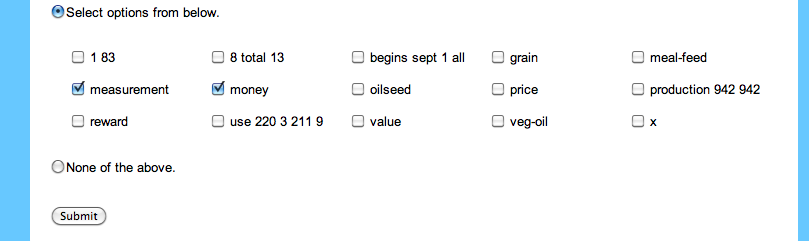 Select options from below.
1 83 8 total 13 begins sept 1 all grain meal-feed
measurement money oilseed price production 942 942
reward use 220 3 211 9 value veg-oil x
None of the above.
Submit